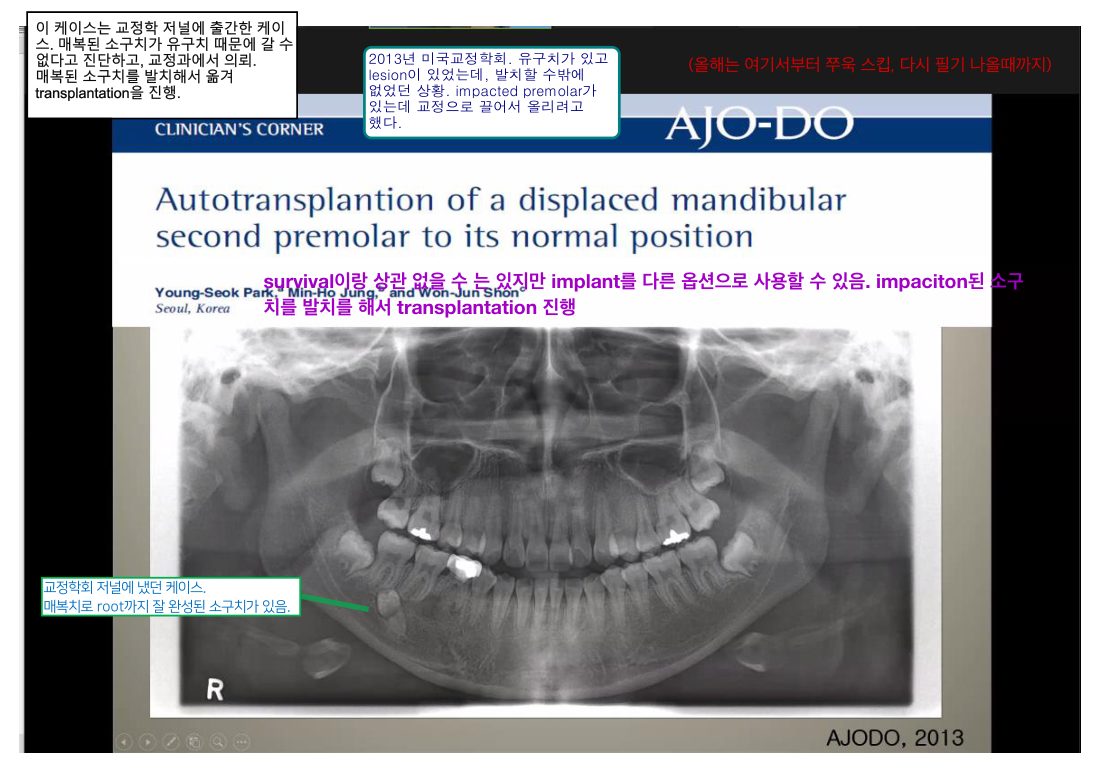 이 케이스는 교정학 저널에 출간한 케이
스. 매복된 소구치가 유구치 때문에 갈 수
없다고 진단하고, 교정과에서 의뢰.
매복된 소구치를 발치해서 옮겨
transplantation을 진행.
2013년 미국교정학회. 유구치가 있고
lesion이 있었는데, 발치할 수밖에
없었던 상황. impacted premolar가
있는데 교정으로 끌어서 올리려고
했다.
(올해는 여기서부터 쭈욱 스킵, 다시 필기 나올때까지)
CLINICIAN'S CORNER
AJO-DO
Autotransplantion of a displaced mandibular
second premolar to its normal position
survival이랑 상관 없을 수 는 있지만 implant를 다른 옵션으로 사용할 수 있음. impaciton된 소구
치를 발치를 해서 transplantation 진행
Young-Seok Park,a Min-Ho Jung,b and Won-Jun Shonc
Seoul, Korea
교정학회 저널에 냈던 케이스.
매복치로 root까지 잘 완성된 소구치가 있음.
R
AJODO, 2013